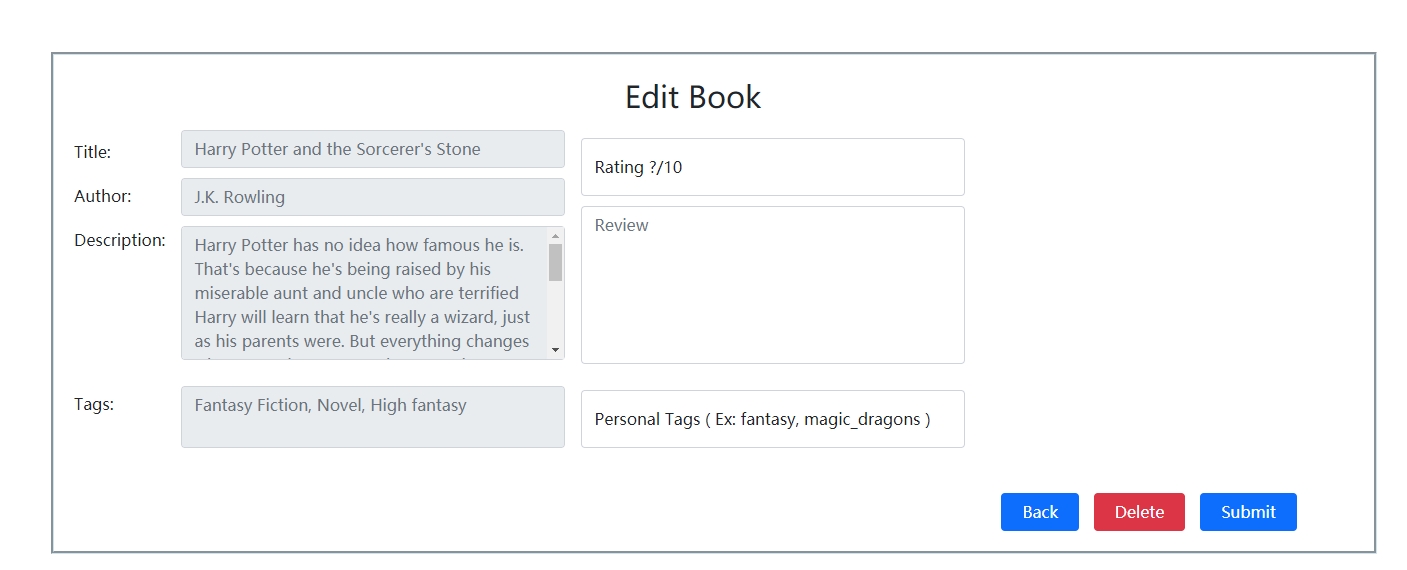 Edit Book
Title:
Harry Potter and the Sorcerer's Stone
Author:
J.K. Rowling
Description:
Harry Potter has no idea how famous he is.
That's because he's being raised by his
miserable aunt and uncle who are terrified
Harry will learn that he's really a wizard, just
as his parents were. But everything changes
Tags:
Fantasy Fiction, Novel, High fantasy
Rating ?/10
Review
Personal Tags ( Ex: fantasy, magic_dragons )
Back
Delete
Submit